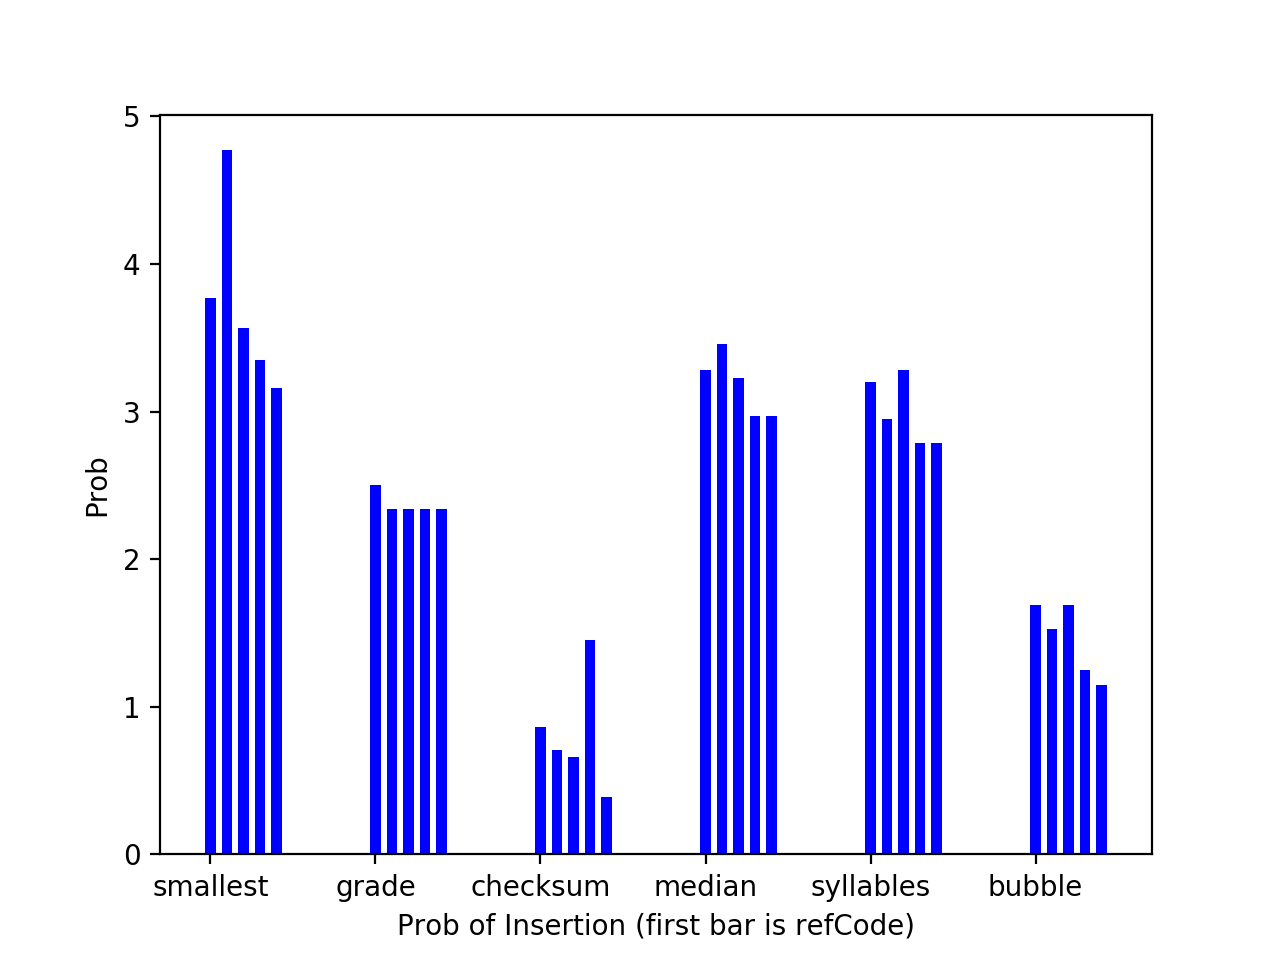 5
4
3
2
1
0
Prob
smallest grade checksum median syllables bubble
Prob of Insertion (first bar is refCode)